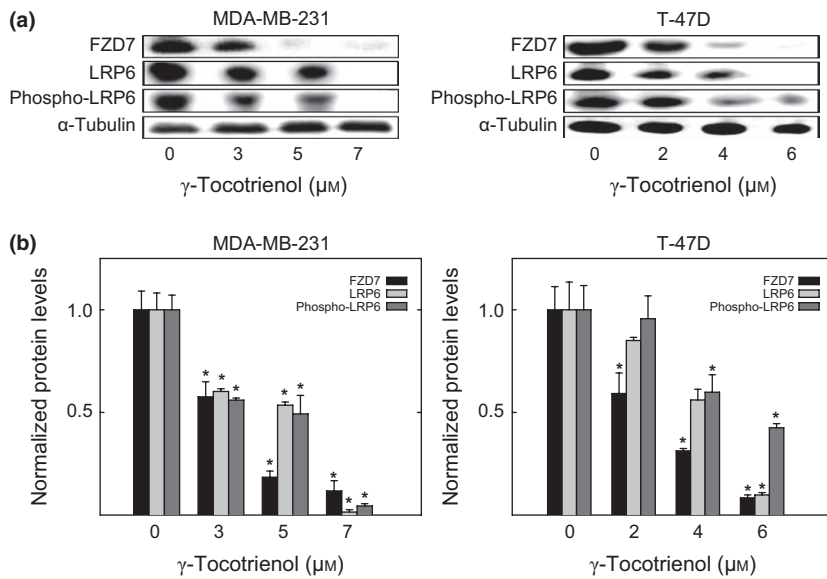 (a)
MDA-MB-231
FZD7
LRP6
Phospho-LRP6
α-Tubulin
0 3 5 7
γ-Tocotrienol (μM)
T-47D
FZD7
LRP6
Phospho-LRP6
α-Tubulin
0 2 4 6
γ-Tocotrienol (μM)
(b)
MDA-MB-231
Normalized protein levels
1.0
0.5
FZD7
LRP6
Phospho-LRP6
* * *
* * *
* * *
0 3 5 7
γ-Tocotrienol (μM)
T-47D
Normalized protein levels
1.0
0.5
FZD7
LRP6
Phospho-LRP6
*
* *
* * *
0 2 4 6
γ-Tocotrienol (μM)